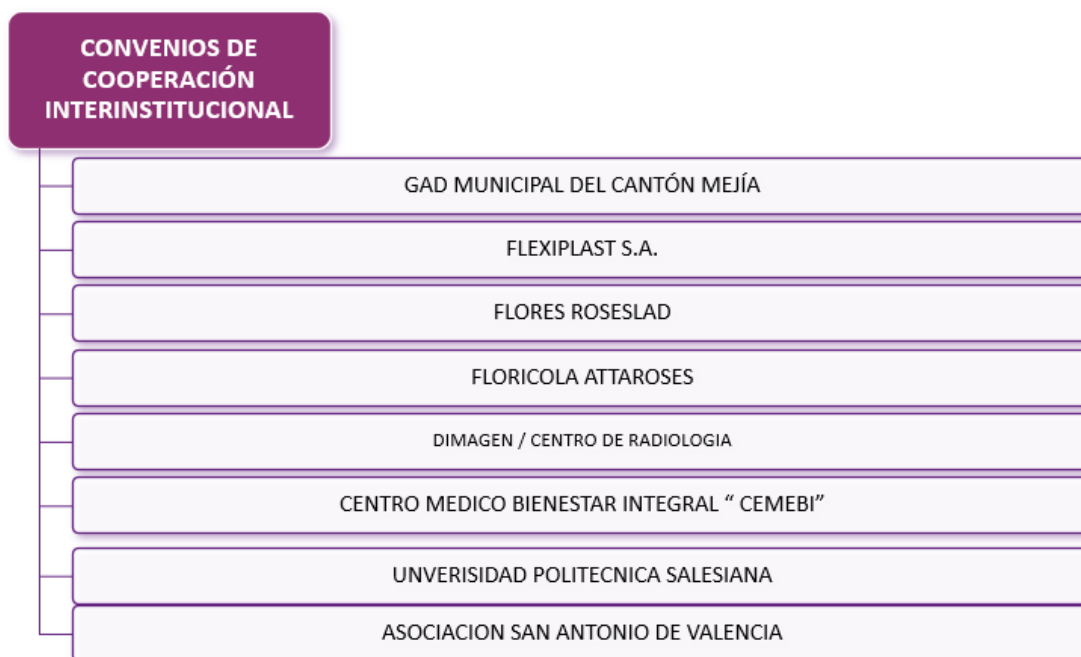 CONVENIOS DE
COOPERACIÓN
INTERINSTITUCIONAL
GAD MUNICIPAL DEL CANTÓN MEJÍA
FLEXIPLAST S.A.
FLORES ROSESLAD
FLORICOLA ATTAROSES
DIMAGEN / CENTRO DE RADIOLOGIA
CENTRO MEDICO BIENESTAR INTEGRAL “ CEMEBI”
UNVERISIDAD POLITECNICA SALESIANA
ASOCIACION SAN ANTONIO DE VALENCIA